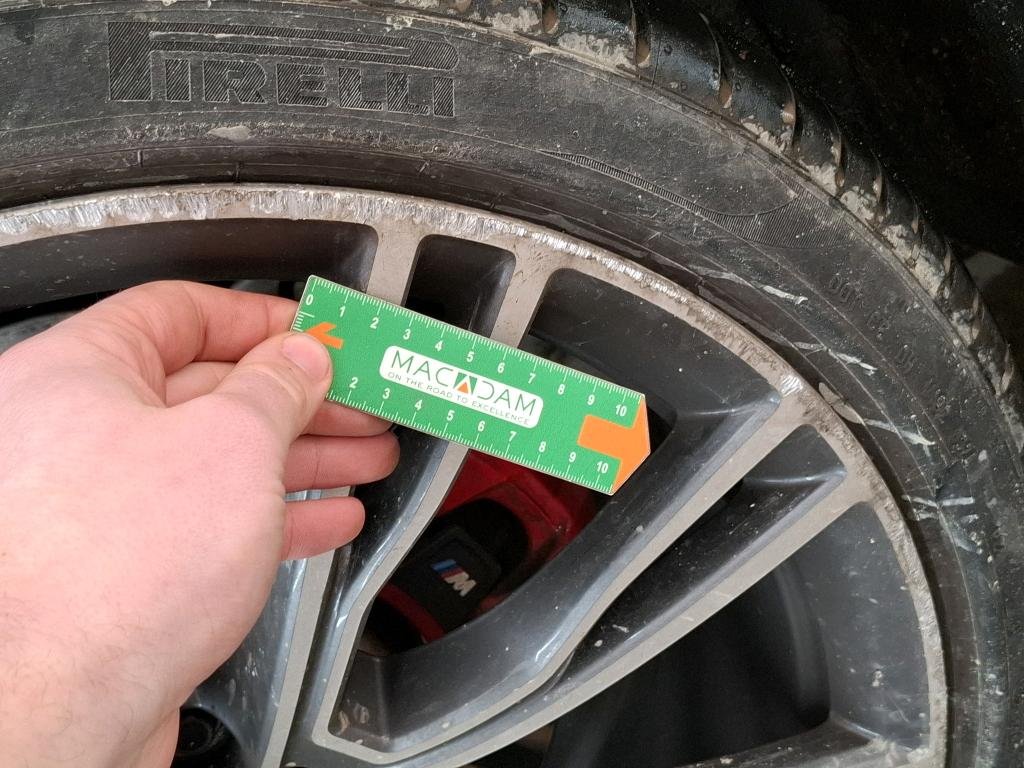 PIRELLI
0 1 2 3 4 5 6 7 8 9 10
MACADAM
ON THE ROAD TO EXCELLENCE
2 3 4 5 6 7 8 9 10
M
DOT